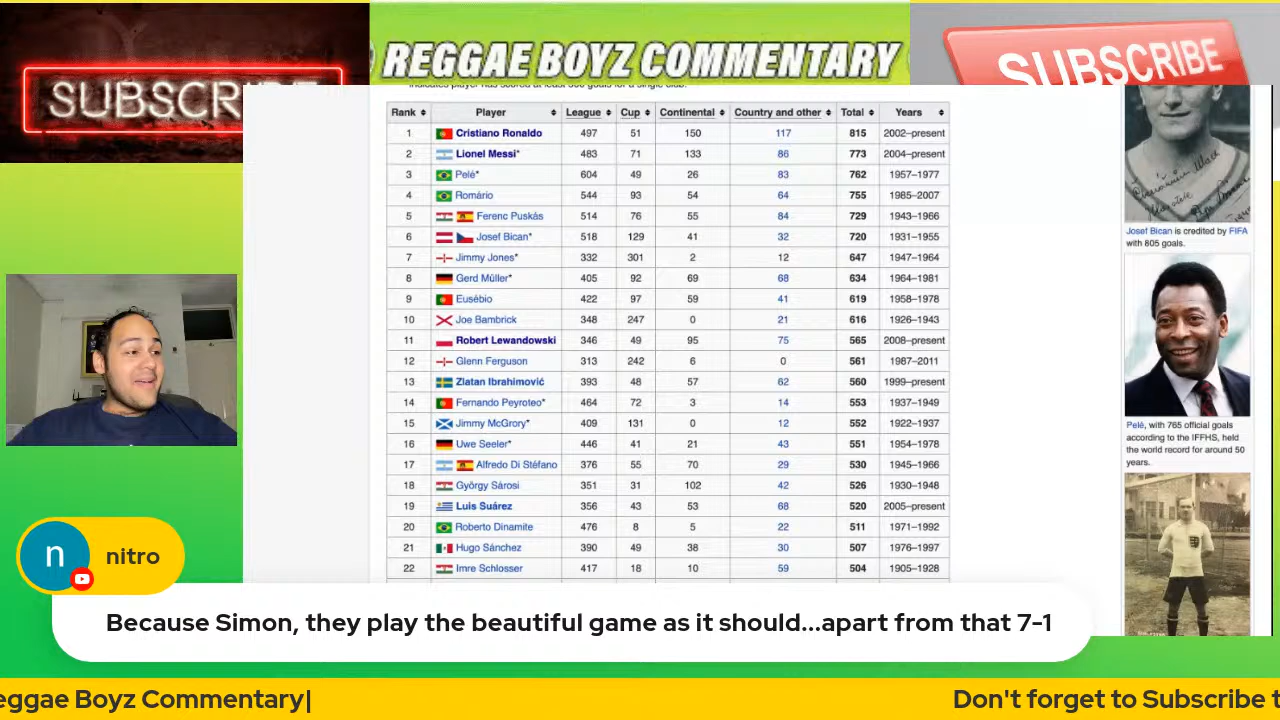 SUBSCR
REGGAE BOYZ COMMENTARY
SUBSCRIBE
Rank Player League Cup Continental Country and other Total Years
1 Cristiano Ronaldo 497 51 150 117 815 2002–present
2 Lionel Messi* 483 71 133 86 773 2004–present
3 Pelé* 604 49 26 83 762 1957–1977
4 Romário 544 93 54 64 755 1985–2007
5 Ferenc Puskás 514 76 55 84 729 1943–1966
6 Josef Bican* 518 129 41 32 720 1931–1955
7 Jimmy Jones* 332 301 2 12 647 1947–1964
8 Gerd Müller* 405 92 69 68 634 1964–1981
9 Eusébio 422 97 59 41 619 1958–1978
10 Joe Bambrick 348 247 0 21 616 1926–1943
11 Robert Lewandowski 346 49 95 75 565 2008–present
12 Glenn Ferguson 313 242 6 0 561 1987–2011
13 Zlatan Ibrahimović 393 48 57 62 560 1999–present
14 Fernando Peyroteo* 464 72 3 14 553 1937–1949
15 Jimmy McGrory* 409 131 0 12 552 1922–1937
16 Uwe Seeler* 446 41 21 43 551 1954–1978
17 Alfredo Di Stéfano 376 55 70 29 530 1945–1966
18 György Sárosi 351 31 102 42 526 1930–1948
19 Luis Suárez 356 43 53 68 520 2005–present
20 Roberto Dinamite 476 8 5 22 511 1971–1992
21 Hugo Sánchez 390 49 38 30 507 1976–1997
22 Imre Schlosser 417 18 10 59 504 1905–1928
Josef Bican is credited by FIFA
with 805 goals.
Pelé, with 765 official goals
according to the IFFHS, held
the world record for around 50
years.
n nitro
Because Simon, they play the beautiful game as it should...apart from that 7-1
eggae Boyz Commentary| Don't forget to Subscribe t